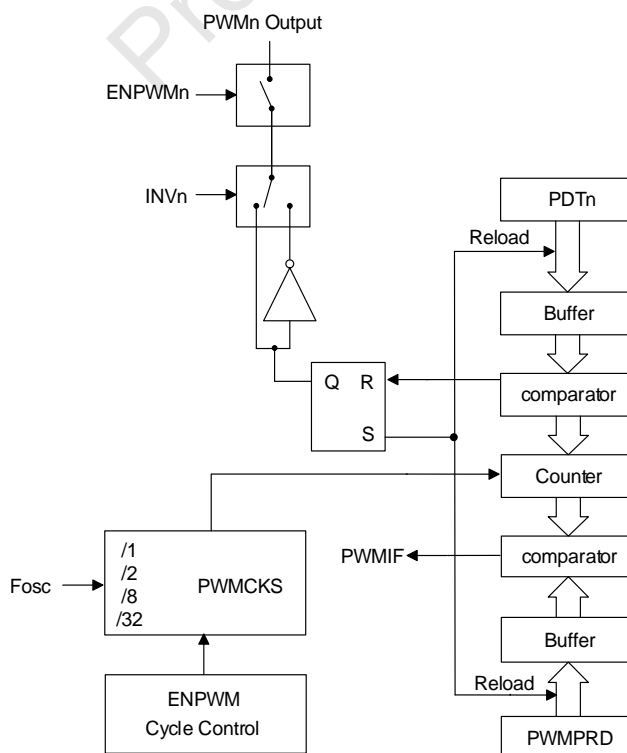 PWMn Output
ENPWMn
INVn
PDTn
Reload
Buffer
Q R
S
comparator
Counter
/1
/2
/8
/32
PWMCKS
Fosc
PWMIF
comparator
Buffer
ENPWM
Cycle Control
Reload
PWMPRD